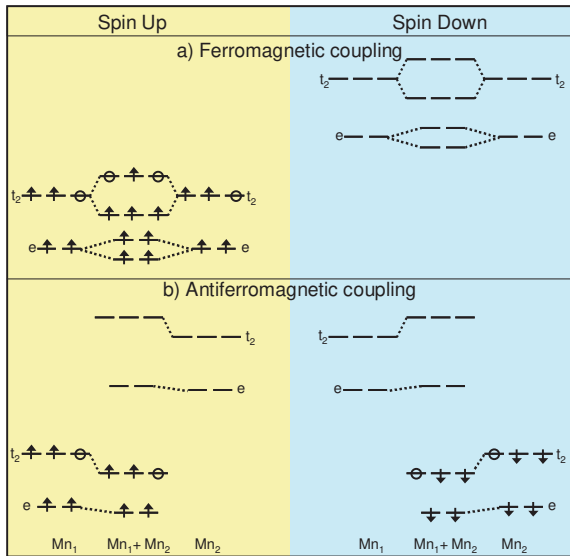 Spin Up Spin Down
a) Ferromagnetic coupling
t2 t2
e e
t2 t2
e e
b) Antiferromagnetic coupling
t2 t2
e e
t2 t2
e e
Mn1 Mn1+ Mn2 Mn2 Mn1 Mn1+ Mn2 Mn2